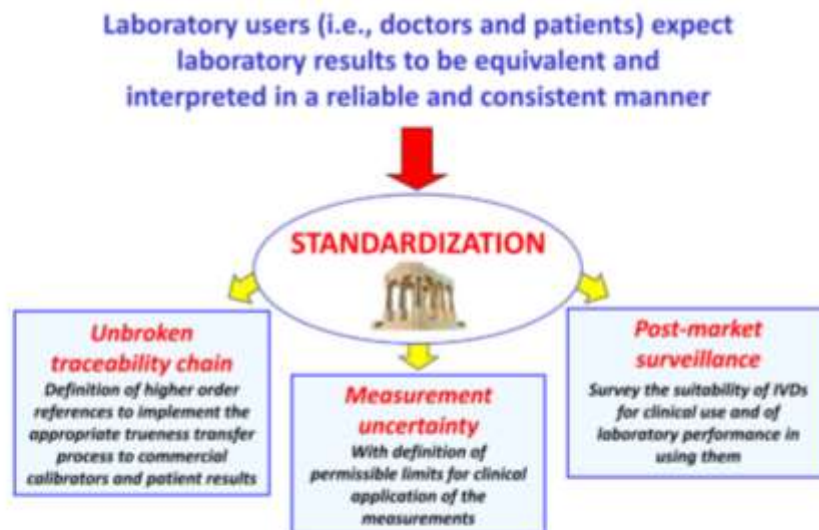 Laboratory users (i.e., doctors and patients) expect
laboratory results to be equivalent and
interpreted in a reliable and consistent manner
STANDARDIZATION
Unbroken
traceability chain
Definition of higher order
references to implement the
appropriate trueness transfer
process to commercial
calibrators and patient results
Measurement
uncertainty
With definition of
permissible limits for clinical
application of the
measurements
Post-market
surveillance
Survey the suitability of IVDs
for clinical use and of
laboratory performance in
using them